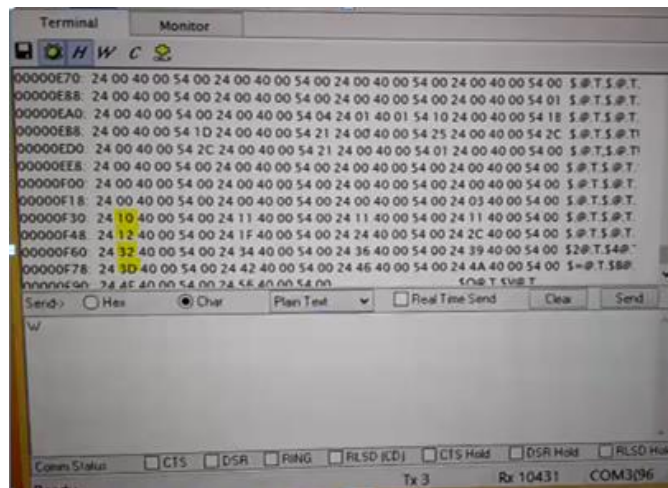 Terminal Monitor
H W C
00000E70: 24 00 40 00 54 00 24 00 40 00 54 00 24 00 40 00 54 00 24 00 40 00 54 00 $.@.T.$.@.T.
00000E88: 24 00 40 00 54 00 24 00 40 00 54 00 24 00 40 00 54 00 24 00 40 00 54 01 $.@.T.$.@.T.
00000EA0: 24 00 40 00 54 00 24 00 40 00 54 04 24 01 40 01 54 10 24 00 40 00 54 18 $.@.T.$.@.T.
00000EB8: 24 00 40 00 54 1D 24 00 40 00 54 21 24 00 40 00 54 25 24 00 40 00 54 2C $.@.T.$.@.T!
00000ED0: 24 00 40 00 54 2C 24 00 40 00 54 21 24 00 40 00 54 01 24 00 40 00 54 00 $.@.T,$.@.T!
00000EE8: 24 00 40 00 54 00 24 00 40 00 54 00 24 00 40 00 54 00 24 00 40 00 54 00 $.@.T.$.@.T.
00000F00: 24 00 40 00 54 00 24 00 40 00 54 00 24 00 40 00 54 00 24 00 40 00 54 00 $.@.T.$.@.T.
00000F18: 24 00 40 00 54 00 24 00 40 00 54 00 24 00 40 00 54 00 24 03 40 00 54 00 $.@.T.$.@.T.
00000F30: 24 10 40 00 54 00 24 11 40 00 54 00 24 11 40 00 54 00 24 11 40 00 54 00 $.@.T.$.@.T.
00000F48: 24 12 40 00 54 00 24 1F 40 00 54 00 24 24 40 00 54 00 24 2C 40 00 54 00 $.@.T.$.@.T.
00000F60: 24 32 40 00 54 00 24 34 40 00 54 00 24 36 40 00 54 00 24 39 40 00 54 00 $2@.T.$4@.
00000F78: 24 3D 40 00 54 00 24 42 40 00 54 00 24 46 40 00 54 00 24 4A 40 00 54 00 $=@.T.$B@.
00000F90: 24 4F 40 00 54 00 24 56 40 00 54 00 $O@.T.$V@.T
Send-> Hex Char Plain Text Real Time Send Clear Send
W
Comm Status CTS DSR RING RLSD (CD) CTS Hold DSR Hold RLSD
Tx 3 Rx 10431 COM3(96